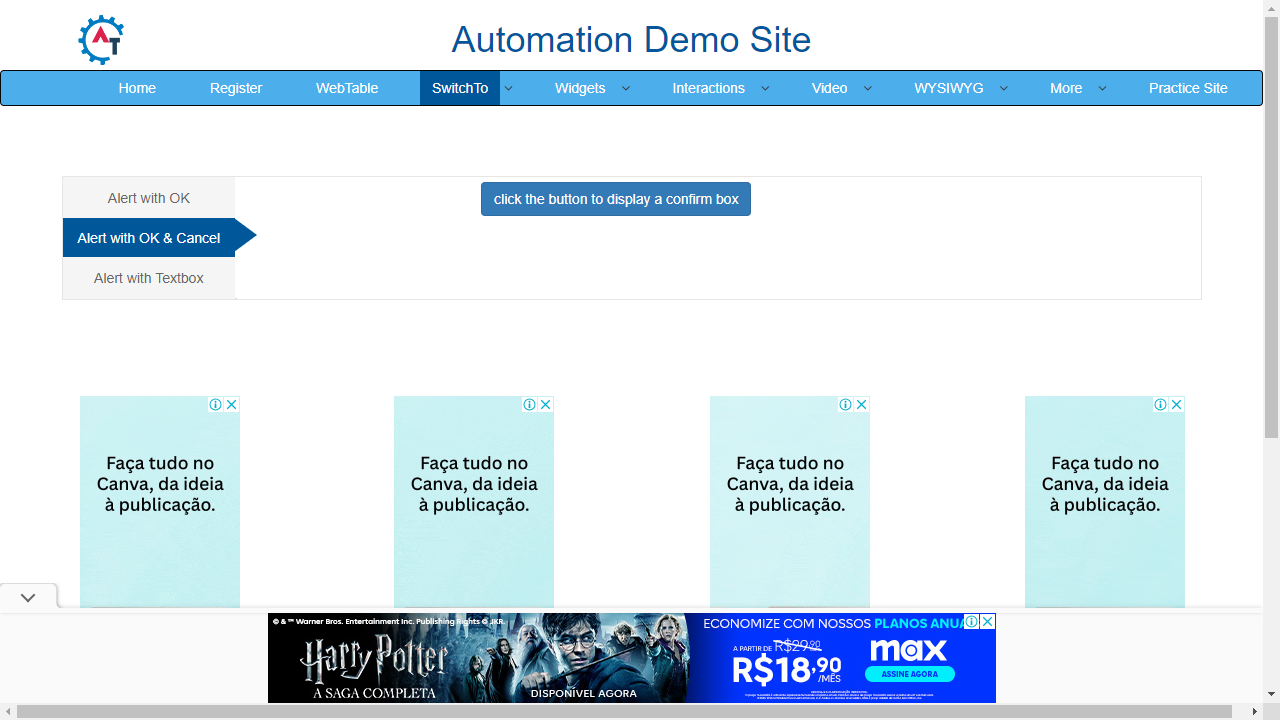 AT
Automation Demo Site
Home Register WebTable SwitchTo Widgets Interactions Video WYSIWYG More Practice Site
Alert with OK
click the button to display a confirm box
Alert with OK & Cancel
Alert with Textbox
Faça tudo no
Canva, da ideia
à publicação.
Faça tudo no
Canva, da ideia
à publicação.
Faça tudo no
Canva, da ideia
à publicação.
Faça tudo no
Canva, da ideia
à publicação.
© & ™ Warner Bros. Entertainment Inc. Publishing Rights © JKR.
Harry Potter
A SAGA COMPLETA
DISPONÍVEL AGORA
ECONOMIZE COM NOSSOS PLANOS ANUA
A PARTIR DE R$29,90
R$18,90
/MÊS
max
ASSINE AGORA